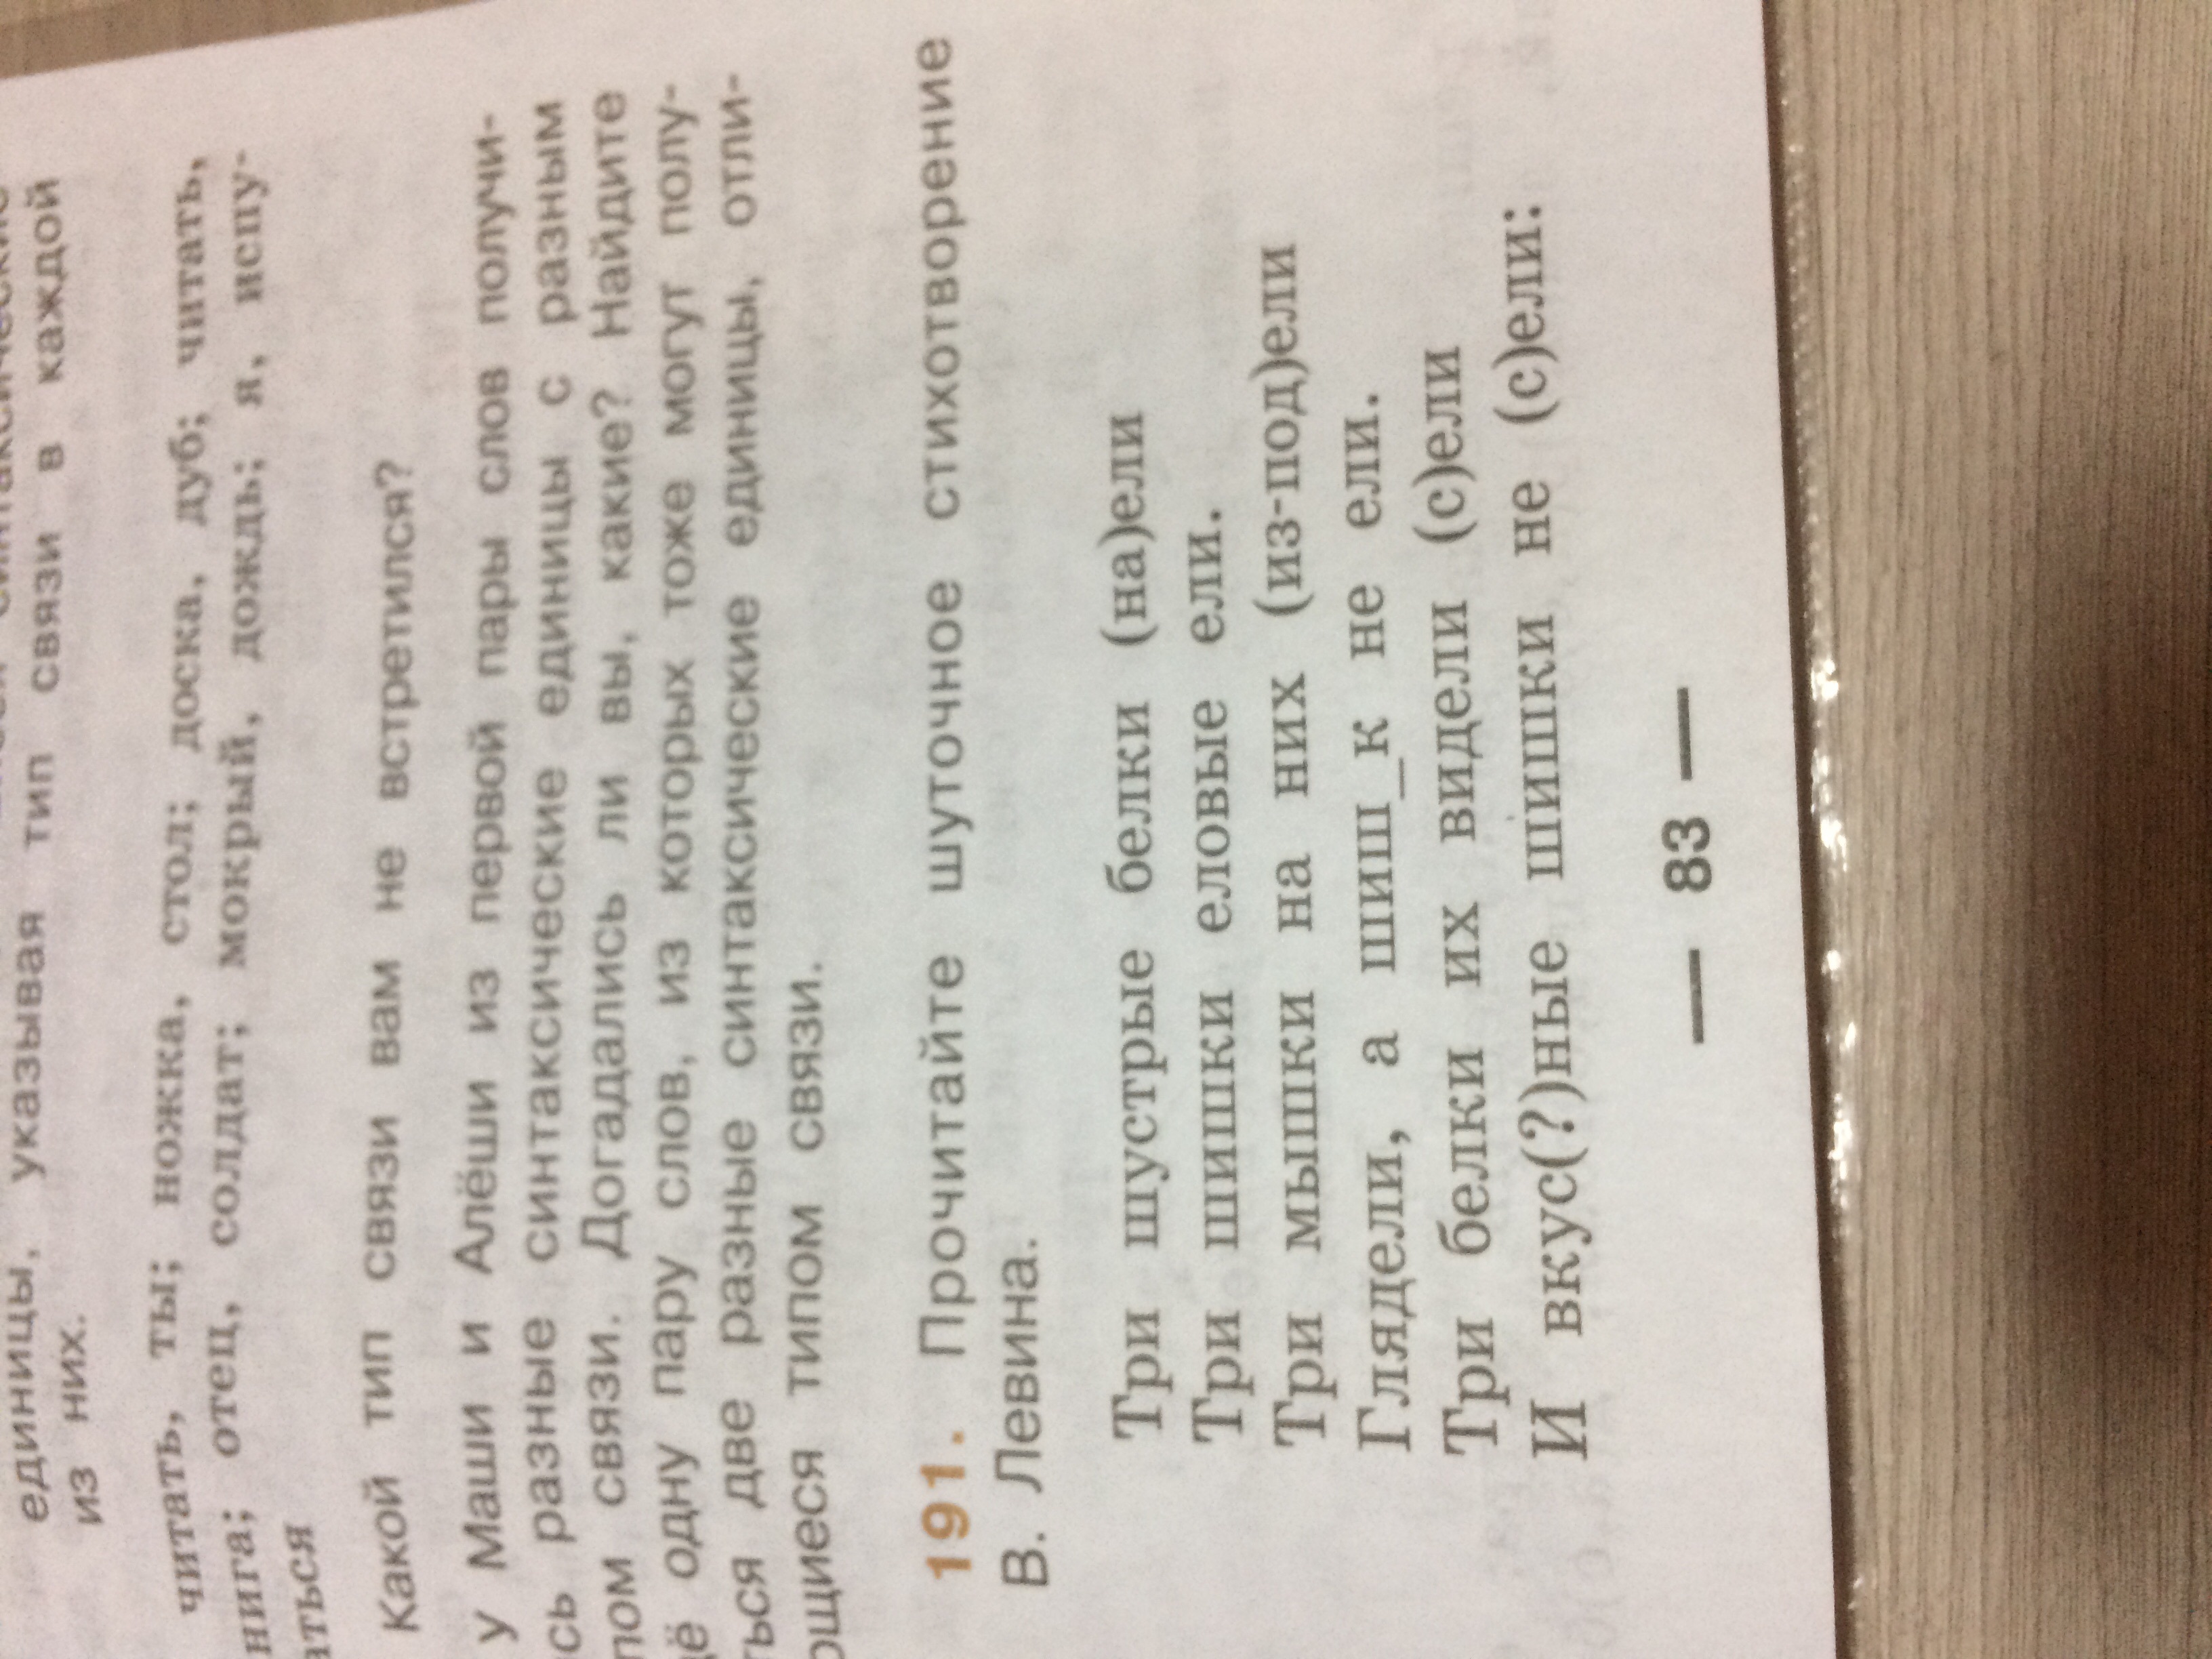 единицы, указывая тип связи в каждой
из них.
читать, ты; ножка, стол; доска, дуб; читать,
нига; отец, солдат; мокрый, дождь; я, испу-
аться
Какой тип связи вам не встретился?
у Маши и Алёши из первой пары слов получи-
сь разные синтаксические единицы с разным
пом связи. Догадались ли вы, какие? Найдите
щё одну пару слов, из которых тоже могут полу-
ться две разные синтаксические единицы, отли-
ющиеся типом связи.
191. Прочитайте шуточное стихотворение
В. Левина.
Три шустрые белки (на)ели
Три шишки еловые ели.
Три мышки на них (из-под)ели
Глядели, а шиш_к не ели.
Три белки их видели (с)ели
И вкус(?)ные шишки не (с)ели:
— 83 —